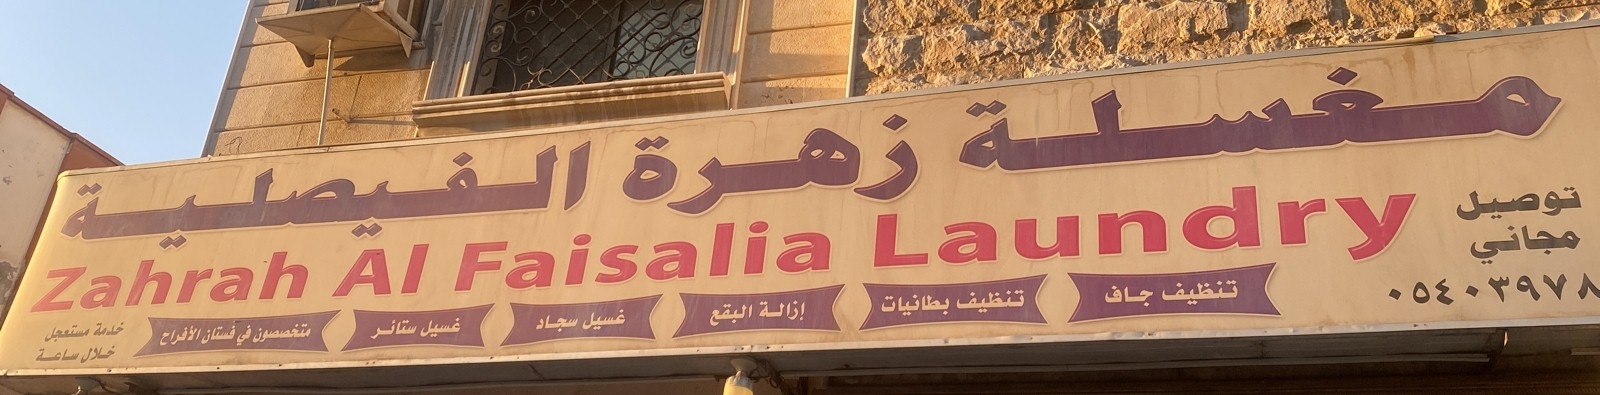 مغسلة زهرة الفيصلية
Zahrah Al Faisalia Laundry
توصيل
مجاني
٠٥٤٠٣٩٧٨
تنظيف جاف
تنظيف بطانيات
إزالة البقع
غسيل سجاد
غسيل ستائر
متخصصون في فستان الأفراح
خدمة مستعجل
خلال ساعة